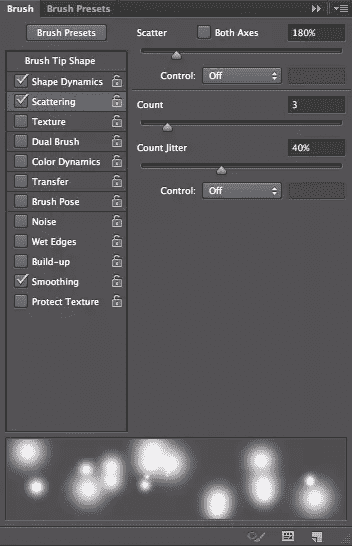 Brush Brush Presets
Brush Presets Scatter Both Axes 180%
Brush Tip Shape Control: Off
Shape Dynamics
Scattering Count 3
Texture
Dual Brush Count Jitter 40%
Color Dynamics
Transfer Control: Off
Brush Pose
Noise
Wet Edges
Build-up
Smoothing
Protect Texture